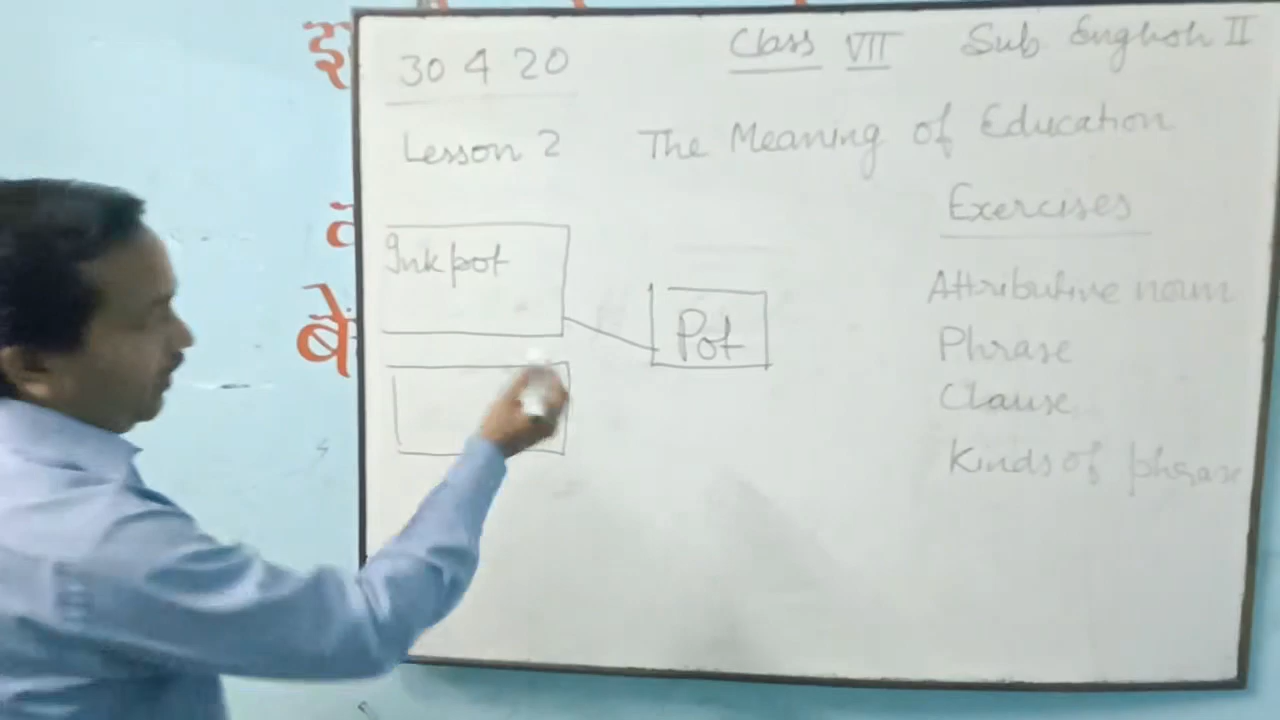 30 4 20
Class VII Sub English II
Lesson 2 The Meaning of Education
Exercises
Inkpot
Attributive noun
Pot
Phrase
Clause
Kinds of phrase